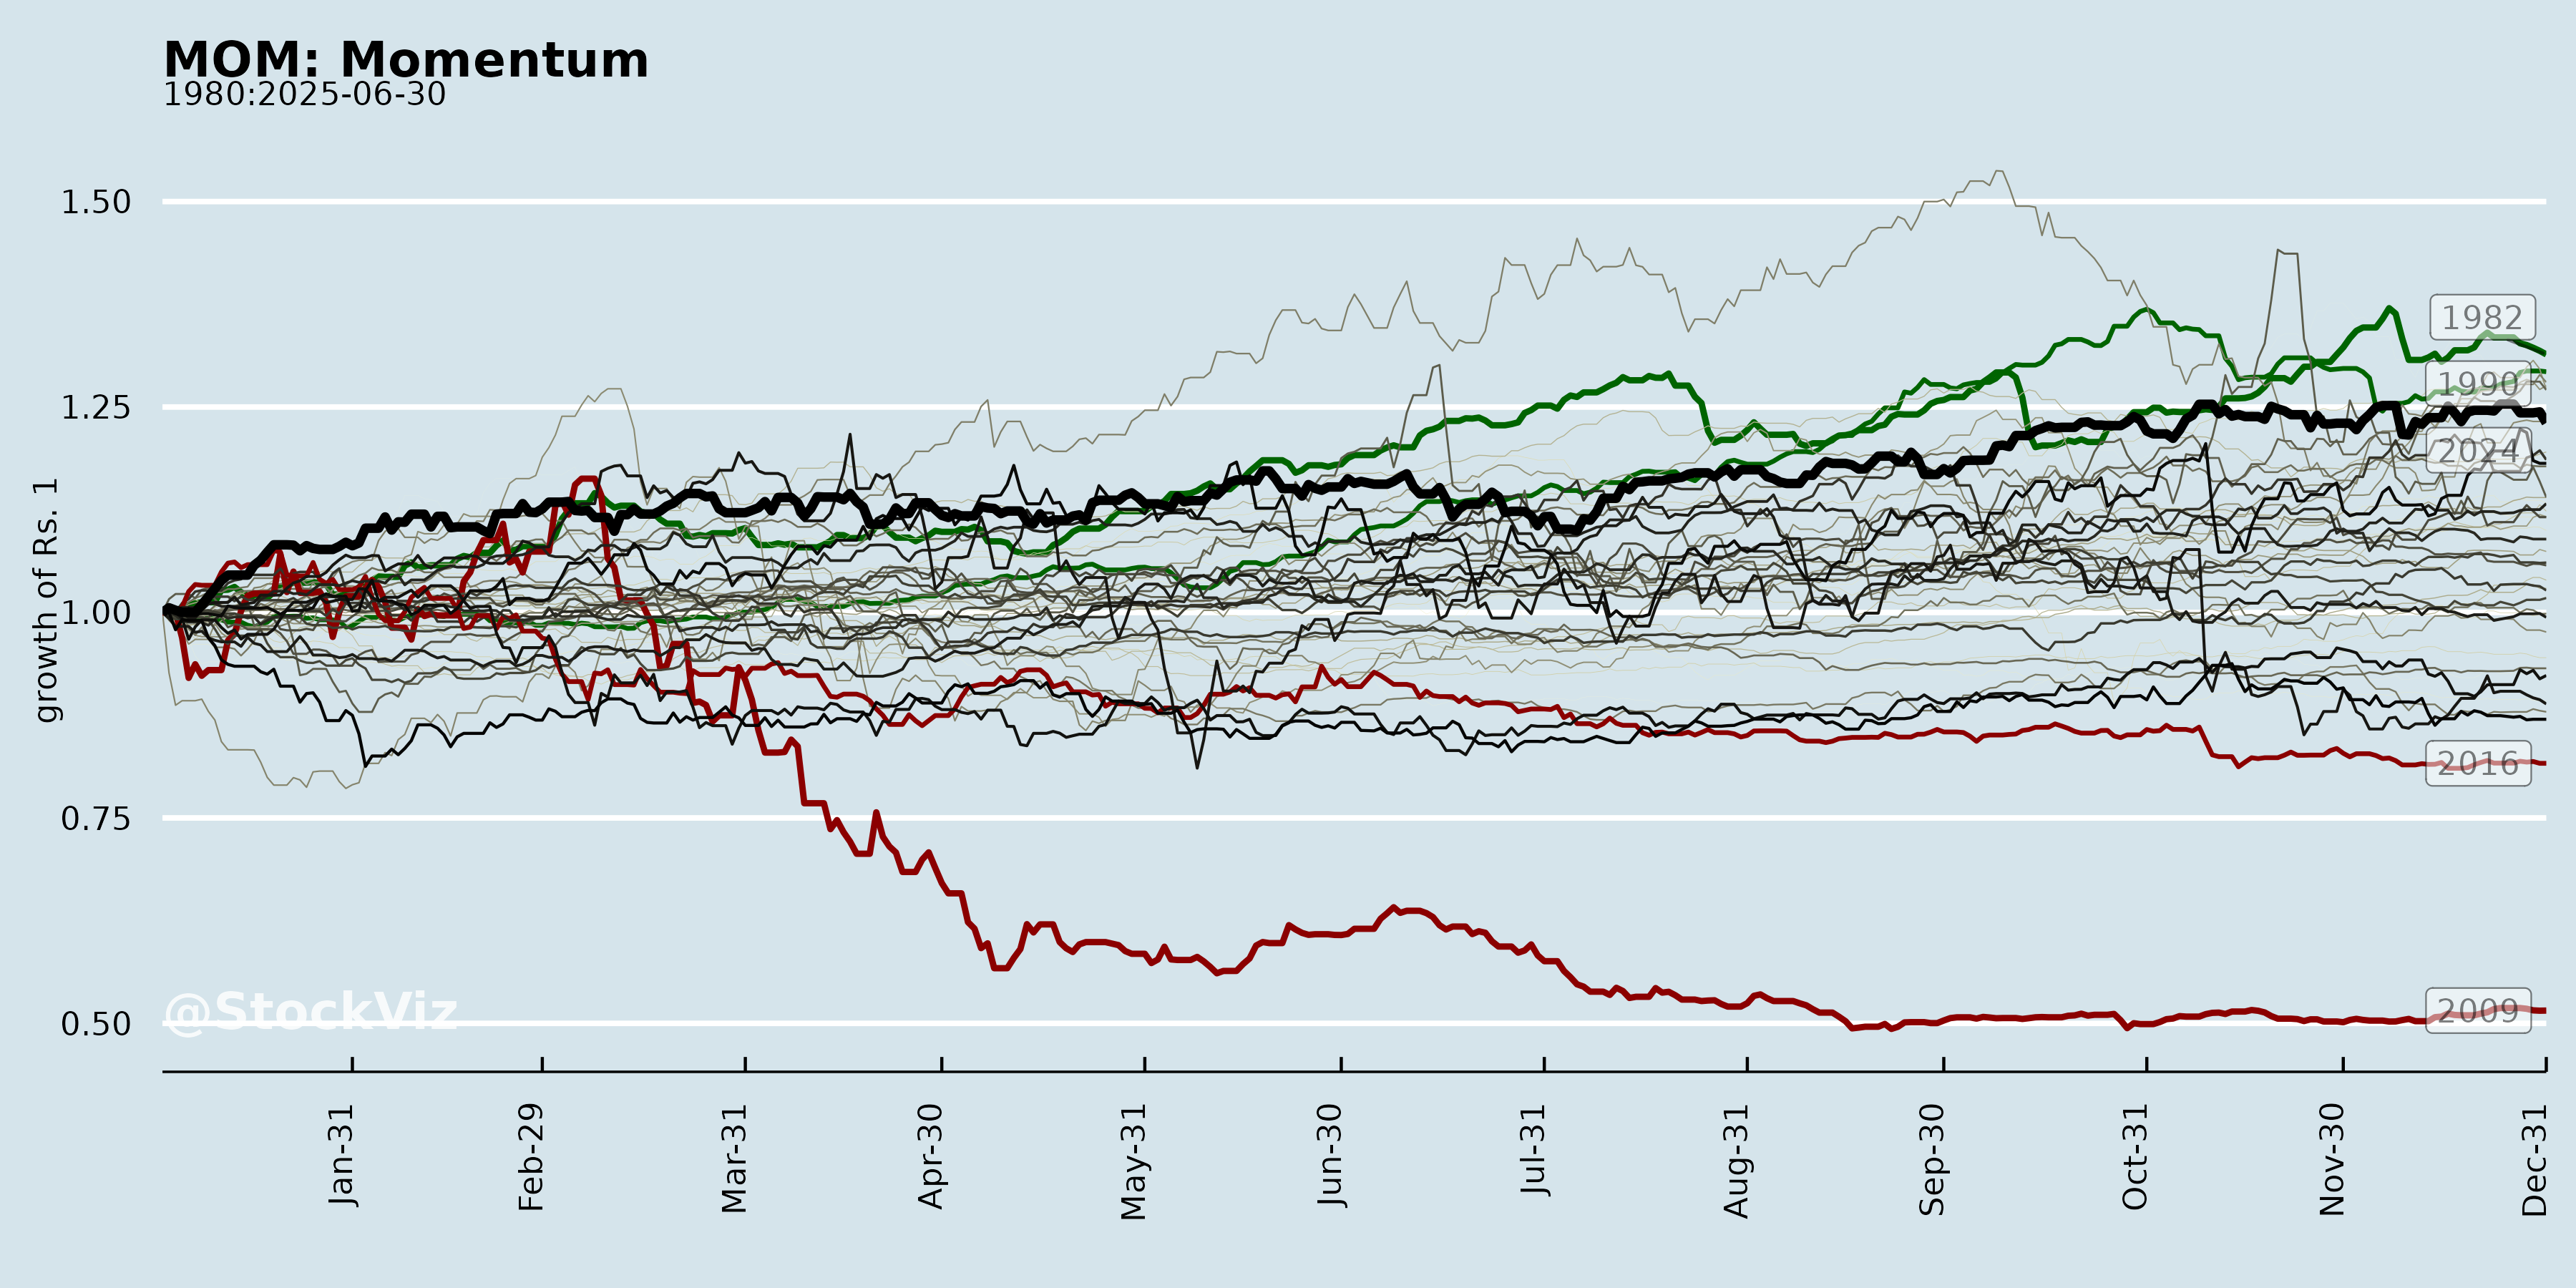 MOM: Momentum
1980:2025-06-30
growth of Rs. 1
1.50
1.25
1.00
0.75
0.50
1982
1990
2024
2016
2009
@StockViz
Jan-31
Feb-29
Mar-31
Apr-30
May-31
Jun-30
Jul-31
Aug-31
Sep-30
Oct-31
Nov-30
Dec-31